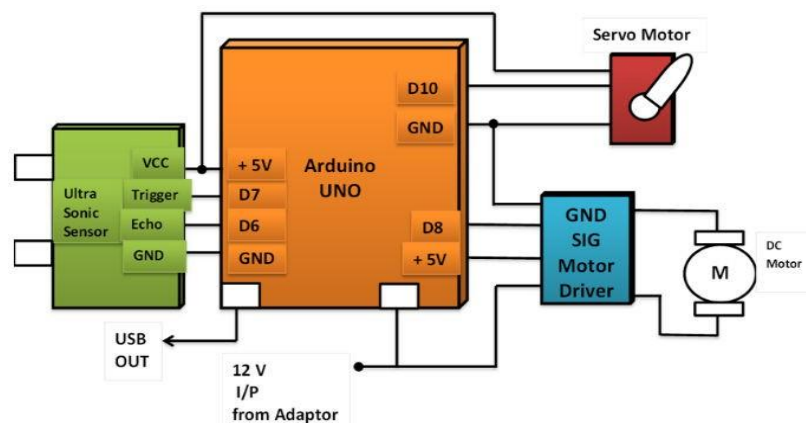 Servo Motor
D10
GND
VCC
+ 5V
Arduino
UNO
Ultra
Sonic
Sensor
Trigger
D7
Echo
D6
GND
GND
D8
+ 5V
GND
SIG
Motor
Driver
M
DC
Motor
USB
OUT
12 V
I/P
from Adaptor